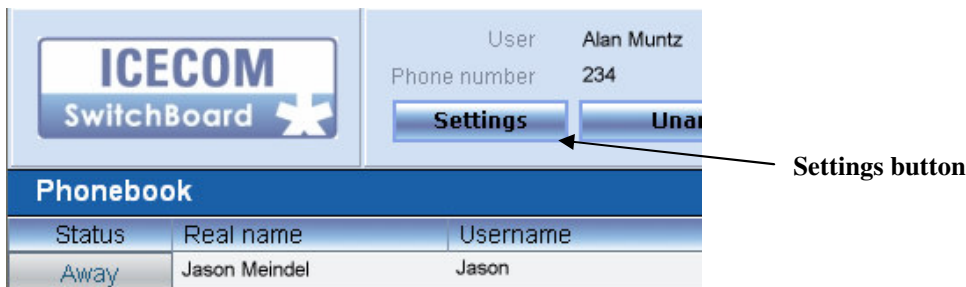 ICECOM
SwitchBoard
User Alan Muntz
Phone number 234
Settings
Settings button
Phonebook
Status Real name Username
Away Jason Meindel Jason